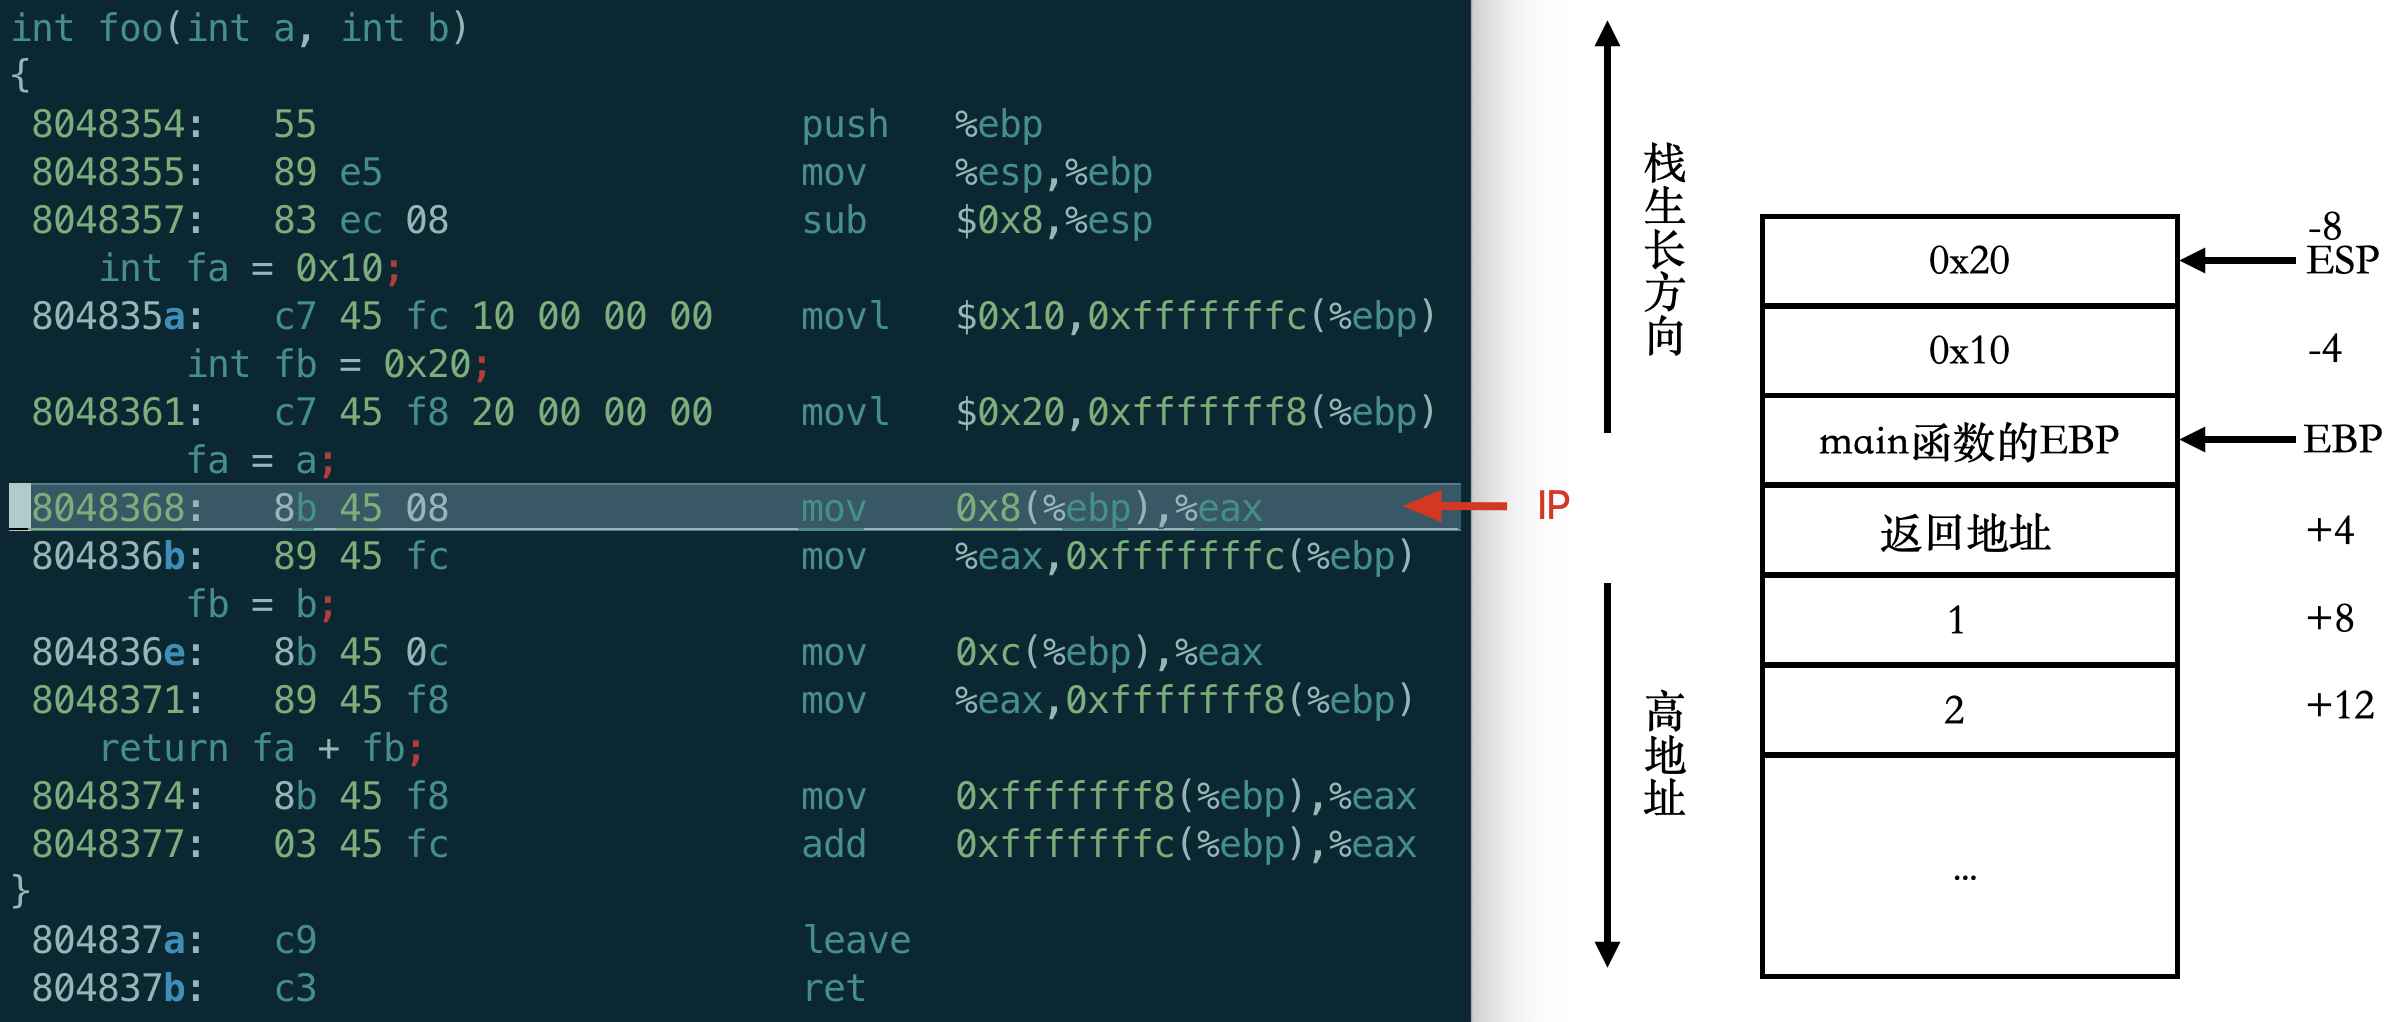 int foo(int a, int b)
{
8048354: 55 push %ebp
8048355: 89 e5 mov %esp,%ebp
8048357: 83 ec 08 sub $0x8,%esp
int fa = 0x10;
804835a: c7 45 fc 10 00 00 00 movl $0x10,0xfffffffc(%ebp)
int fb = 0x20;
8048361: c7 45 f8 20 00 00 00 movl $0x20,0xfffffff8(%ebp)
fa = a;
8048368: 8b 45 08 mov 0x8(%ebp),%eax
804836b: 89 45 fc mov %eax,0xfffffffc(%ebp)
fb = b;
804836e: 8b 45 0c mov 0xc(%ebp),%eax
8048371: 89 45 f8 mov %eax,0xfffffff8(%ebp)
return fa + fb;
8048374: 8b 45 f8 mov 0xfffffff8(%ebp),%eax
8048377: 03 45 fc add 0xfffffffc(%ebp),%eax
}
804837a: c9 leave
804837b: c3 ret
IP
栈生长方向
高地址
-8
0x20 ESP
0x10 -4
main函数的EBP EBP
返回地址 +4
1 +8
2 +12
...